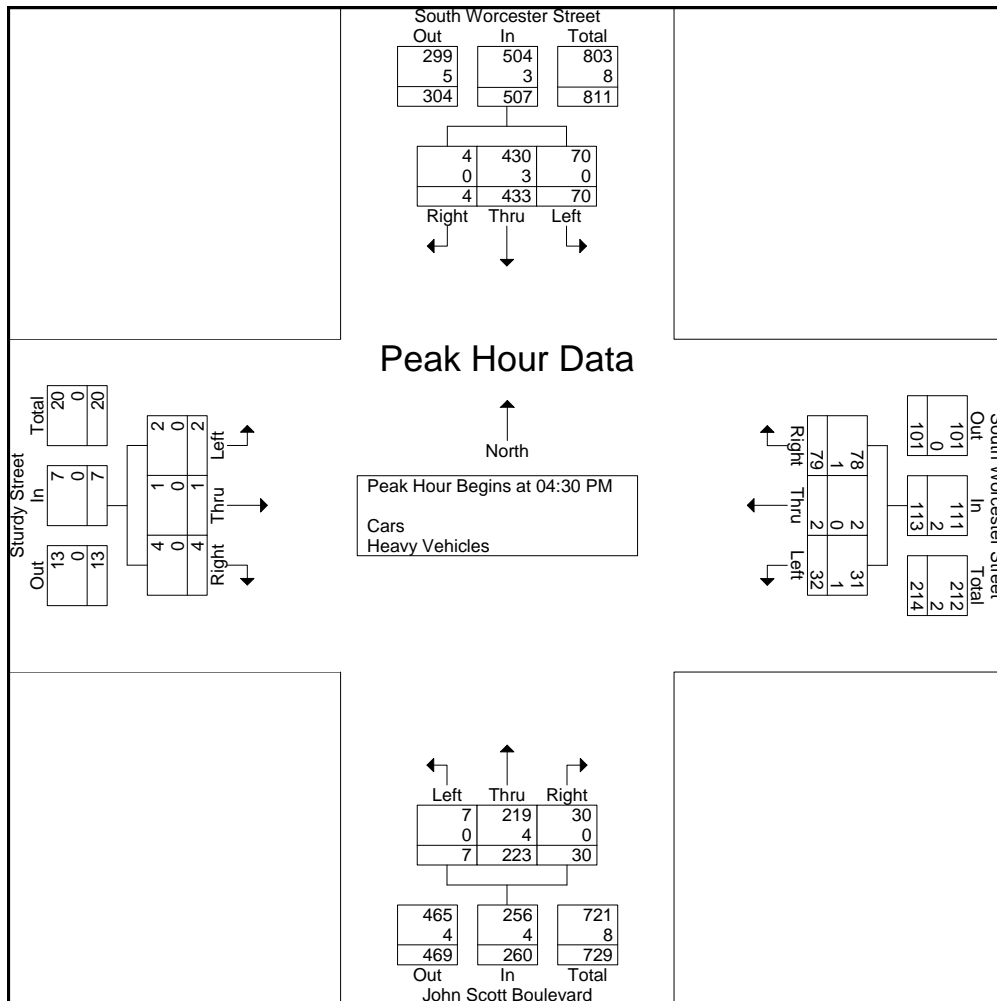 South Worcester Street
Out In Total
299 504 803
5 3 8
304 507 811
4 430 70
0 3 0
4 433 70
Right Thru Left
Peak Hour Data
North
Peak Hour Begins at 04:30 PM
Cars
Heavy Vehicles
Sturdy Street
Total In Out
20 7 13
0 0 0
20 7 13
2 1 4
0 0 0
2 1 4
Left Thru Right
South Worcester Street
Out In Total
101 111 212
0 2 2
101 113 214
78 2 31
1 0 1
79 2 32
Right Thru Left
Left Thru Right
7 219 30
0 4 0
7 223 30
465 256 721
4 4 8
469 260 729
Out In Total
John Scott Boulevard